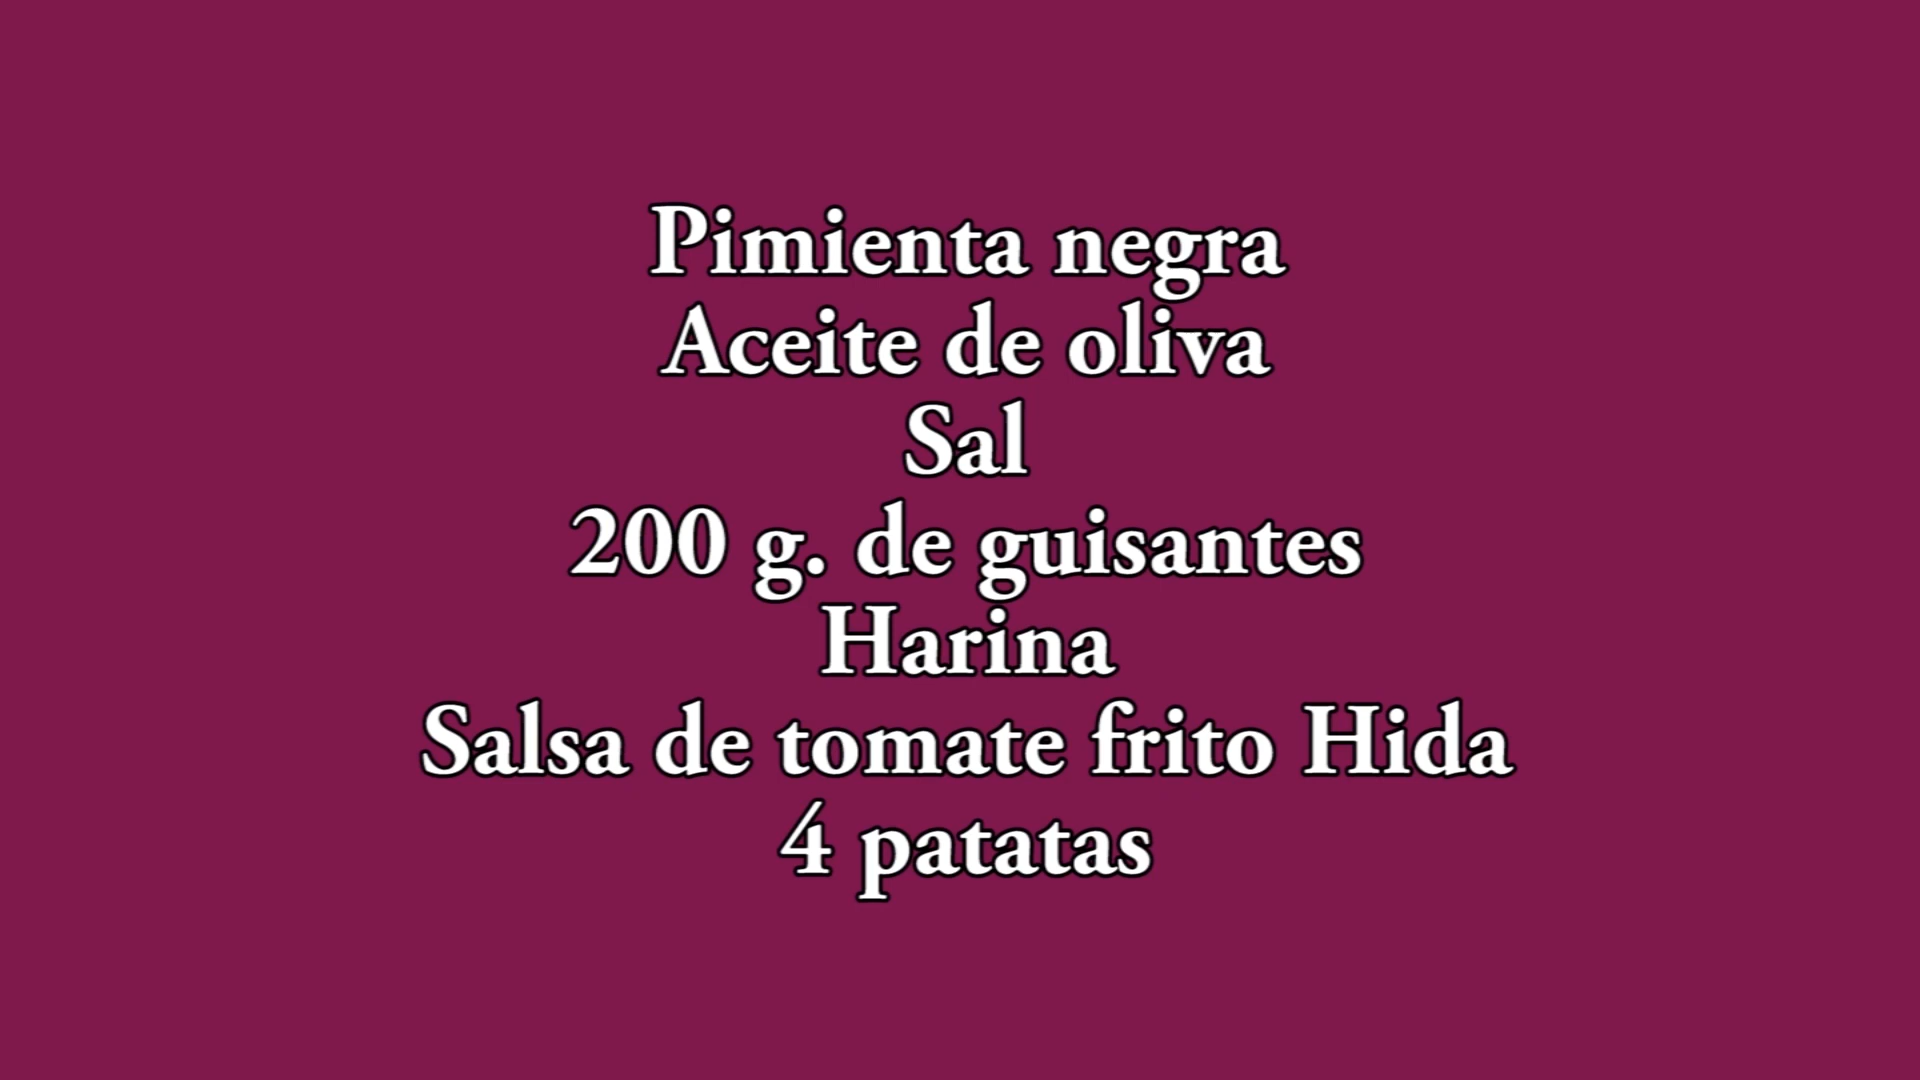 Pimienta negra
Aceite de oliva
Sal
200 g. de guisantes
Harina
Salsa de tomate frito Hida
4 patatas